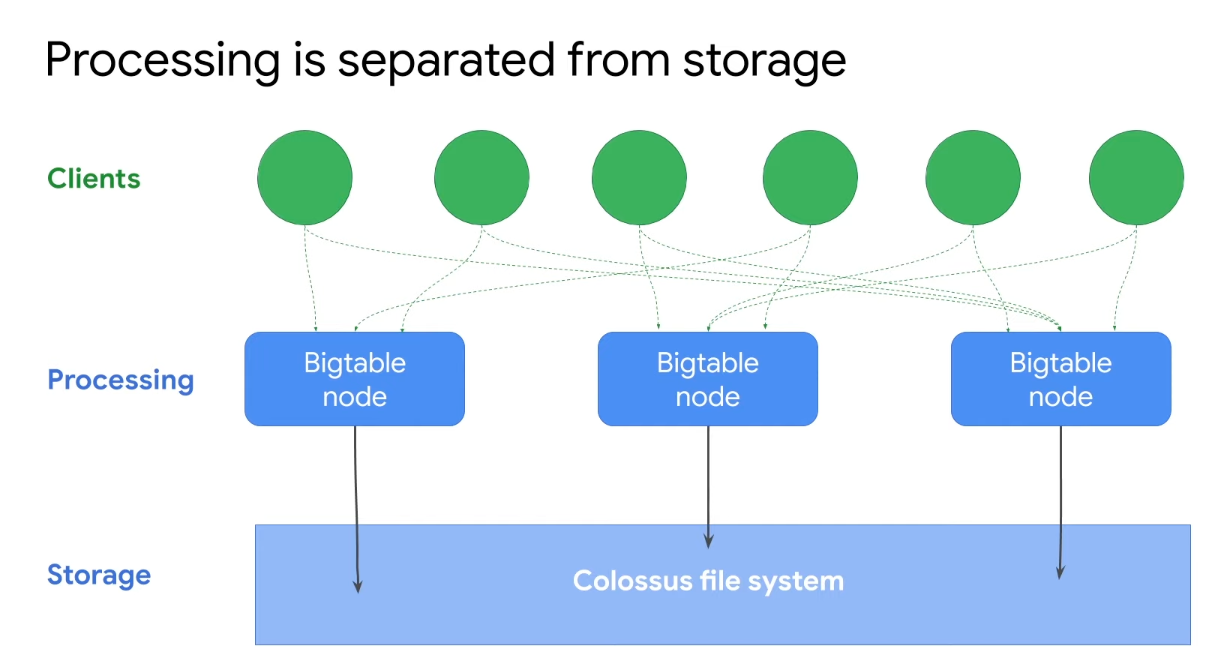 Processing is separated from storage
Clients
Processing
Bigtable
node
Bigtable
node
Bigtable
node
Storage
Colossus file system